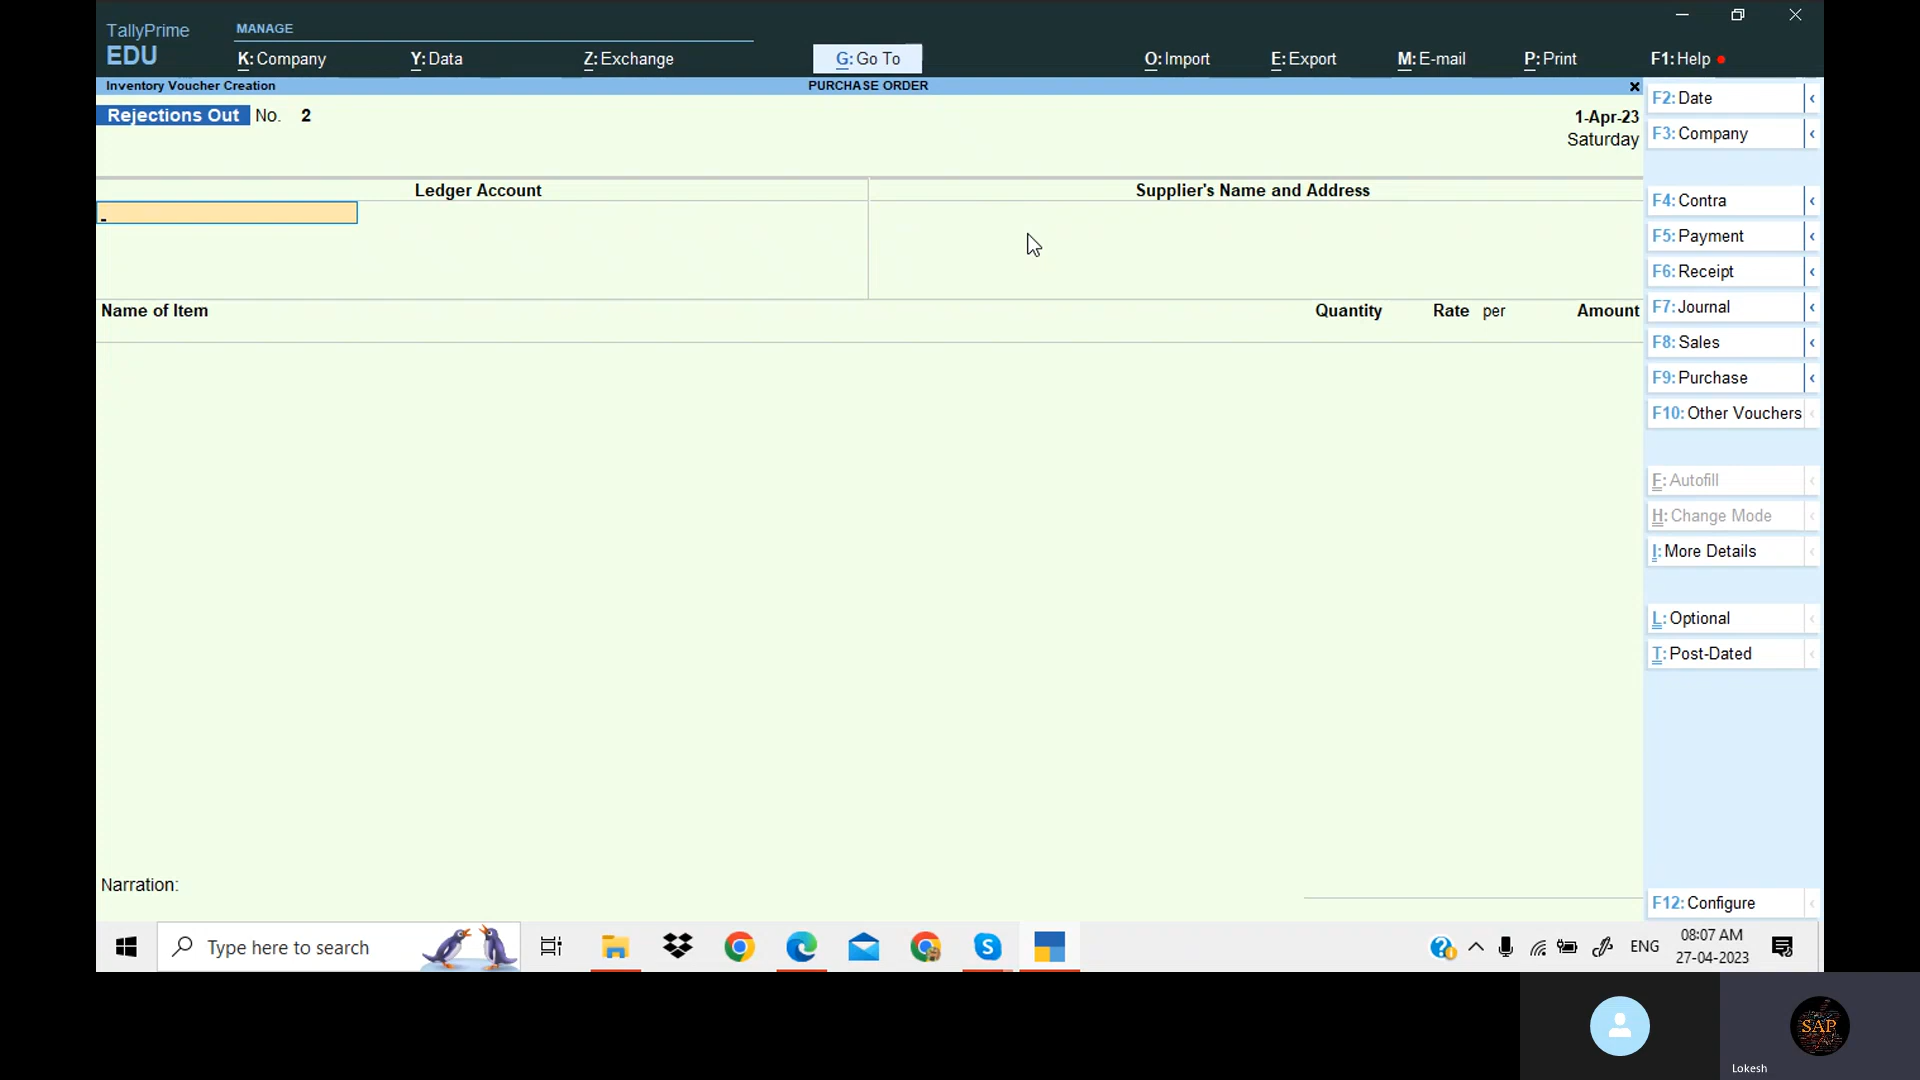 TallyPrime
EDU
MANAGE
K: Company
Y: Data
Z: Exchange
G: Go To
O: Import
E: Export
M: E-mail
P: Print
F1: Help
Inventory Voucher Creation
PURCHASE ORDER
Rejections Out No. 2
1-Apr-23
Saturday
Ledger Account
Supplier's Name and Address
Name of Item
Quantity
Rate per
Amount
Narration:
F2: Date
F3: Company
F4: Contra
F5: Payment
F6: Receipt
F7: Journal
F8: Sales
F9: Purchase
F10: Other Vouchers
F: Autofill
H: Change Mode
I: More Details
L: Optional
T: Post-Dated
F12: Configure
Type here to search
ENG
08:07 AM
27-04-2023
SAP
Lokesh